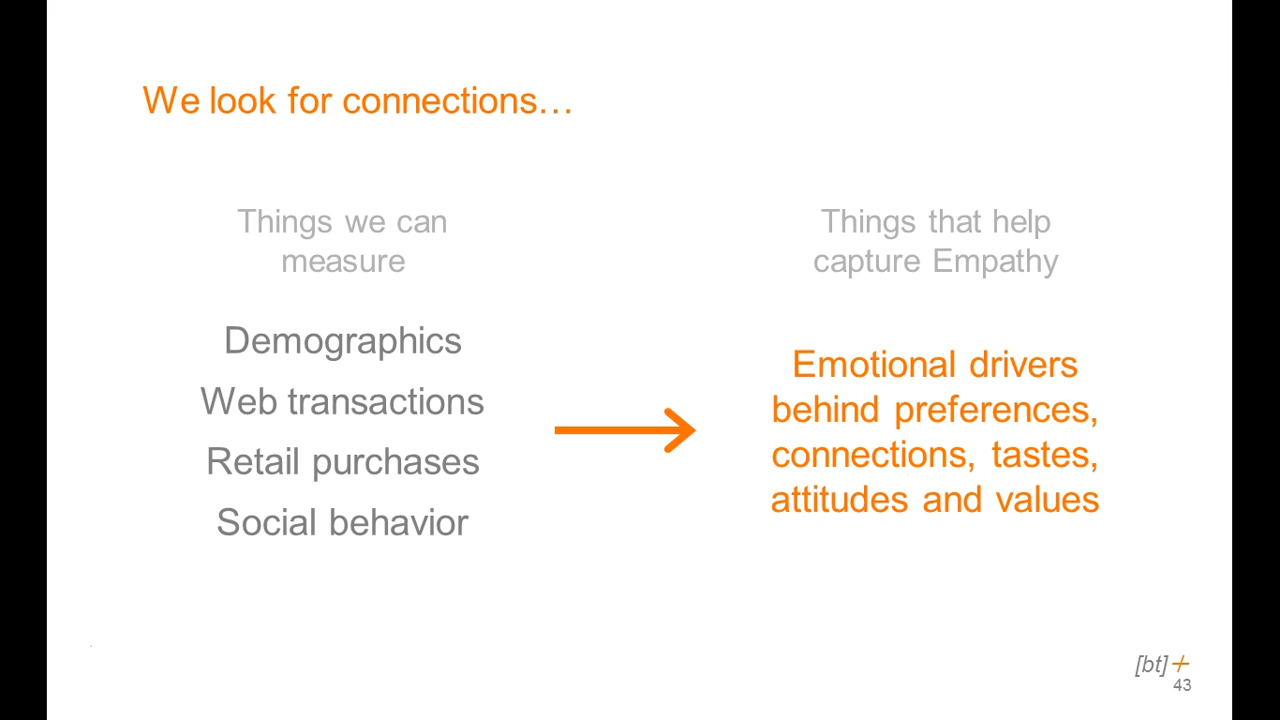 We look for connections…
Things we can
measure
Demographics
Web transactions
Retail purchases
Social behavior
Things that help
capture Empathy
Emotional drivers
behind preferences,
connections, tastes,
attitudes and values
[bt]+
43